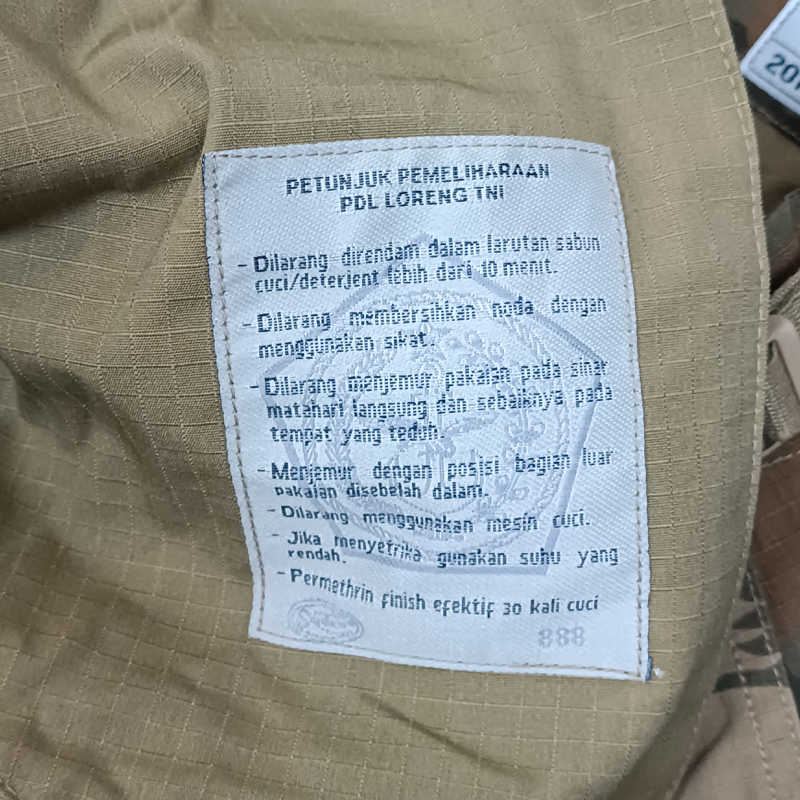 PETUNJUK PEMELIHARAAN
PDL LORENG TNI
- Dilarang direndam dalam larutan sabun
cuci/deterjent lebih dari 10 menit.
- Dilarang membersihkan noda dengan
menggunakan sikat.
- Dilarang menjemur pakaian pada sinar
matahari langsung dan sebaiknya pada
tempat yang teduh.
- Menjemur dengan posisi bagian luar
pakaian disebelah dalam.
- Dilarang menggunakan mesin cuci.
- Jika menyetrika gunakan suhu yang
rendah.
- Permethrin finish efektif 30 kali cuci
888